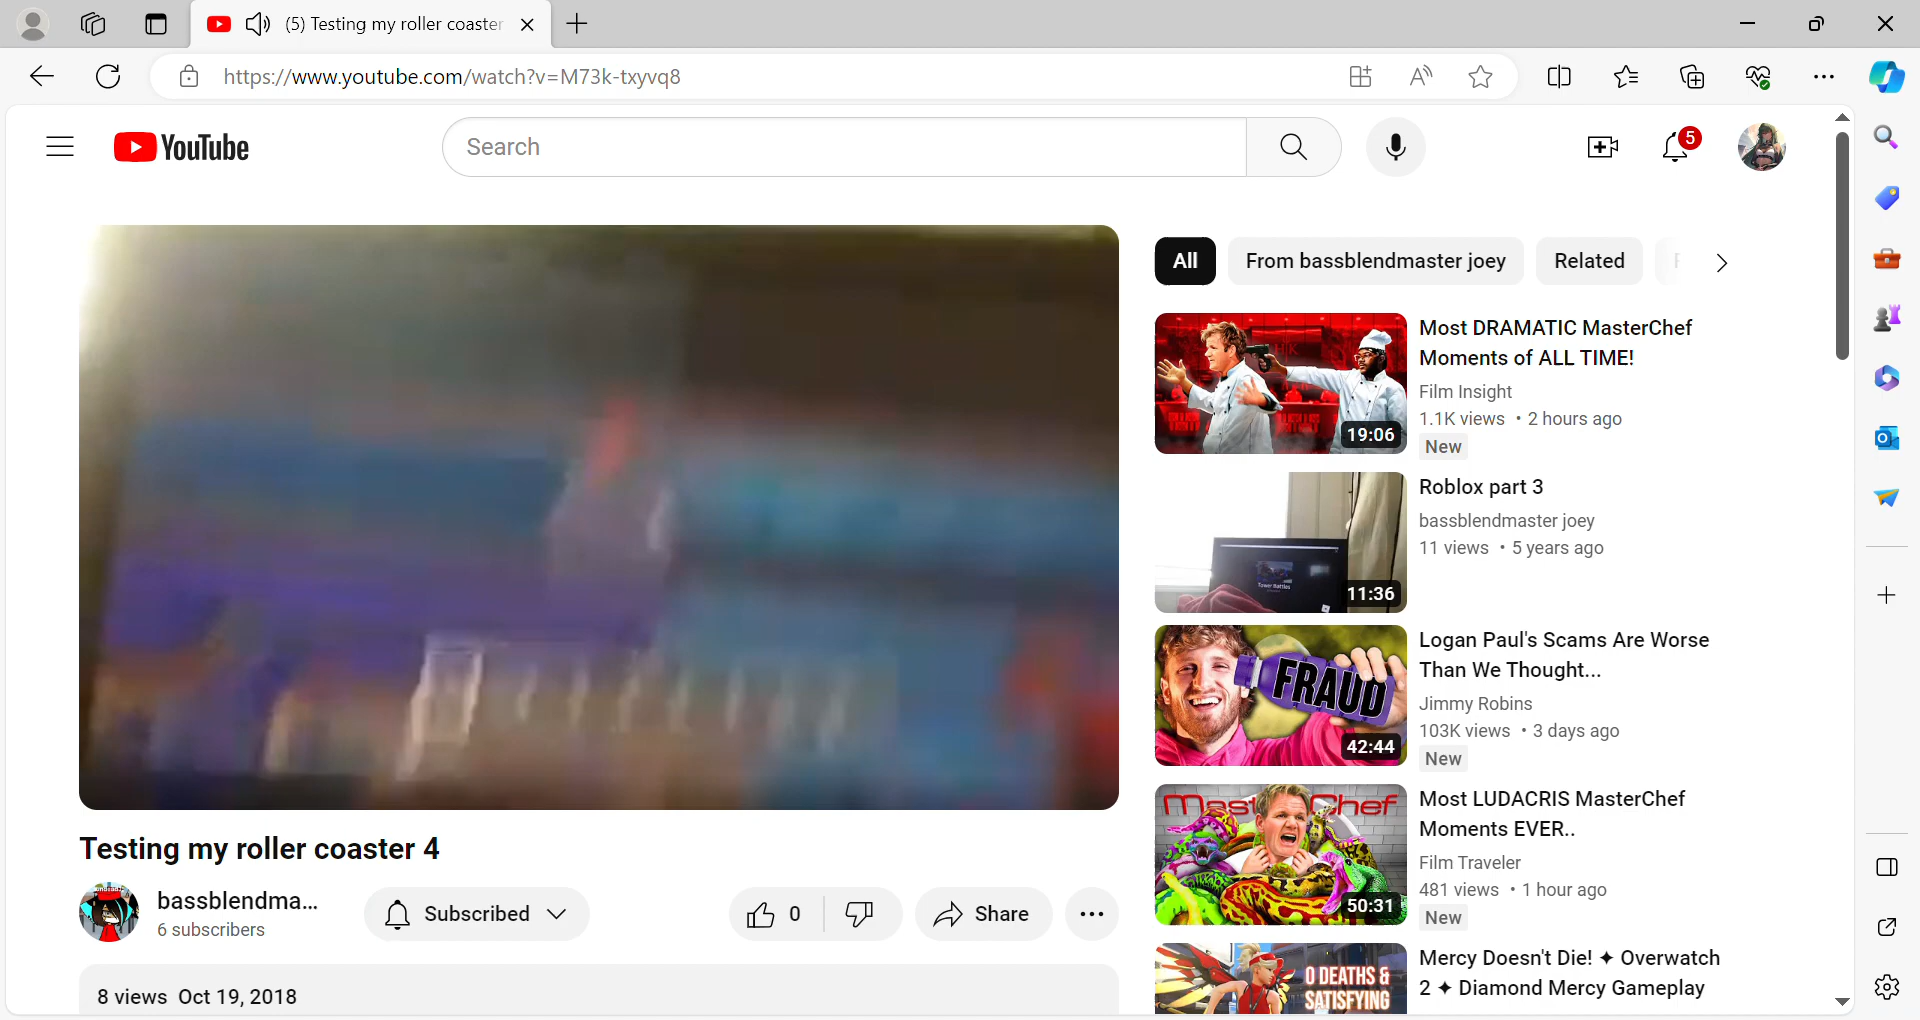 (5) Testing my roller coaster
https://www.youtube.com/watch?v=M73k-txyvq8
YouTube
Search
5
All
From bassblendmaster joey
Related
Most DRAMATIC MasterChef
Moments of ALL TIME!
Film Insight
1.1K views • 2 hours ago
New
19:06
Roblox part 3
bassblendmaster joey
11 views • 5 years ago
Tower Battles
11:36
Logan Paul's Scams Are Worse
Than We Thought...
Jimmy Robins
103K views • 3 days ago
New
FRAUD
42:44
Most LUDACRIS MasterChef
Moments EVER..
Film Traveler
481 views • 1 hour ago
New
50:31
Mercy Doesn't Die! ✦ Overwatch
2 ✦ Diamond Mercy Gameplay
0 DEATHS &
SATISFYING
Testing my roller coaster 4
bassblendma...
6 subscribers
Subscribed
0
Share
8 views Oct 19, 2018